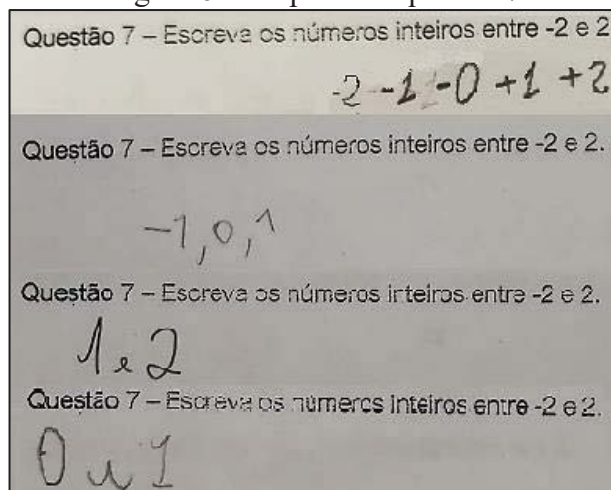 Questão 7 – Escreva os números inteiros entre -2 e 2
-2 -1 -0 +1 +2
Questão 7 – Escreva os números inteiros entre -2 e 2.
-1, 0, 1
Questão 7 – Escreva os números inteiros entre -2 e 2.
1 e 2
Questão 7 – Escreva os números inteiros entre -2 e 2.
0 1